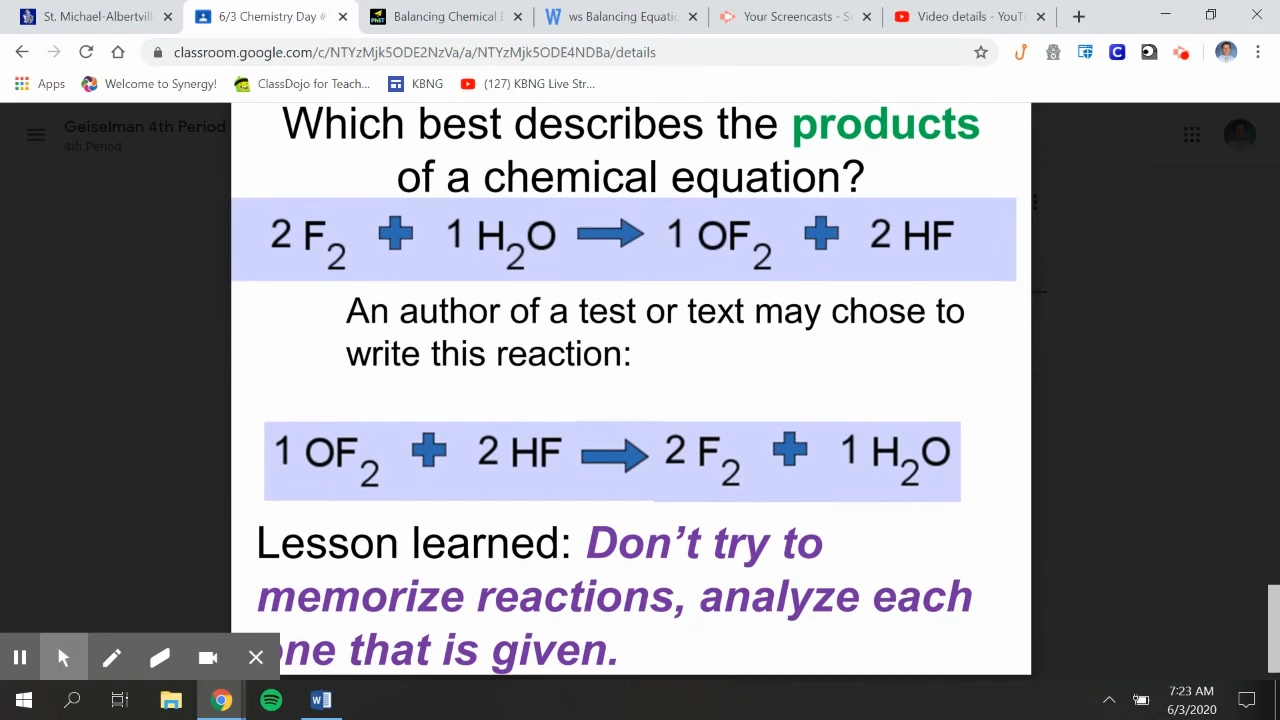 St. Michael-Albertvill
6/3 Chemistry Day #
Balancing Chemical E
ws Balancing Equatio
Your Screencasts - Sc
Video details - YouTu
classroom.google.com/c/NTYzMjk5ODE2NzVa/a/NTYzMjk5ODE4NDBa/details
Apps
Welcome to Synergy!
ClassDojo for Teach...
KBNG
(127) KBNG Live Str...
Geiselman 4th Period
4th Period
Which best describes the products
of a chemical equation?
2 F2 + 1 H2O → 1 OF2 + 2 HF
An author of a test or text may chose to
write this reaction:
1 OF2 + 2 HF → 2 F2 + 1 H2O
Lesson learned: Don't try to
memorize reactions, analyze each
one that is given.
7:23 AM
6/3/2020